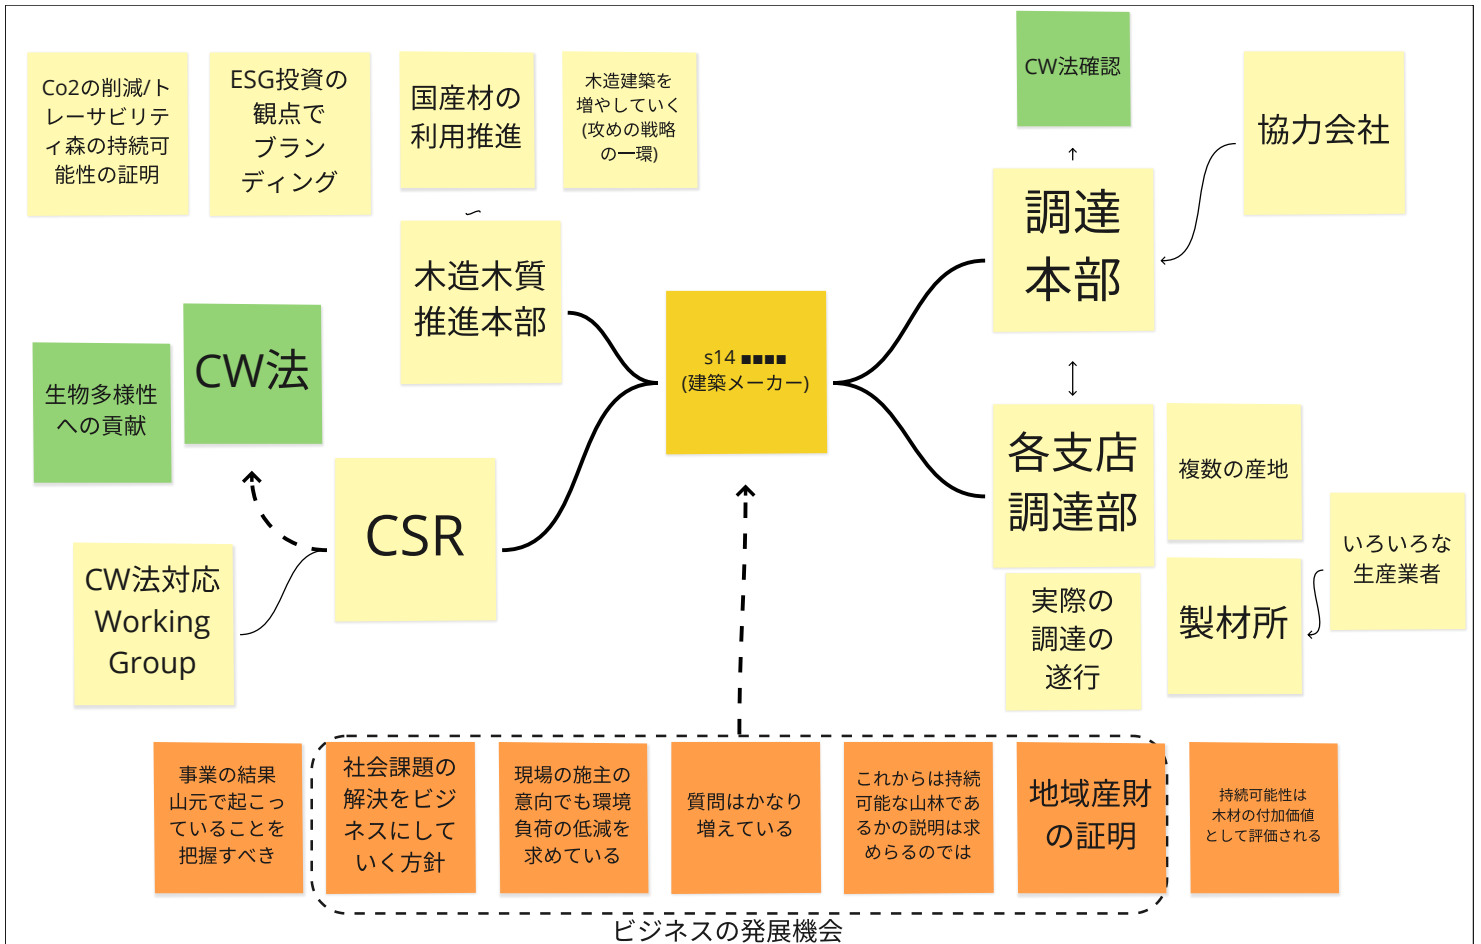 Co2の削減/ト
レーサビリテ
ィ森の持続可
能性の証明
ESG投資の
観点で
ブラン
ディング
国産材の
利用推進
木造建築を
増やしていく
(攻めの戦略
の一環)
CW法確認
協力会社
調達
本部
木造木質
推進本部
s14 ■■■■
(建築メーカー)
CW法
生物多様性
への貢献
各支店
調達部
複数の産地
いろいろな
生産業者
CSR
CW法対応
Working
Group
実際の
調達の
遂行
製材所
事業の結果
山元で起こっ
ていることを
把握すべき
社会課題の
解決をビジ
ネスにして
いく方針
現場の施主の
意向でも環境
負荷の低減を
求めている
質問はかなり
増えている
これからは持続
可能な山林であ
るかの説明は求
めらるのでは
地域産財
の証明
持続可能性は
木材の付加価値
として評価される
ビジネスの発展機会